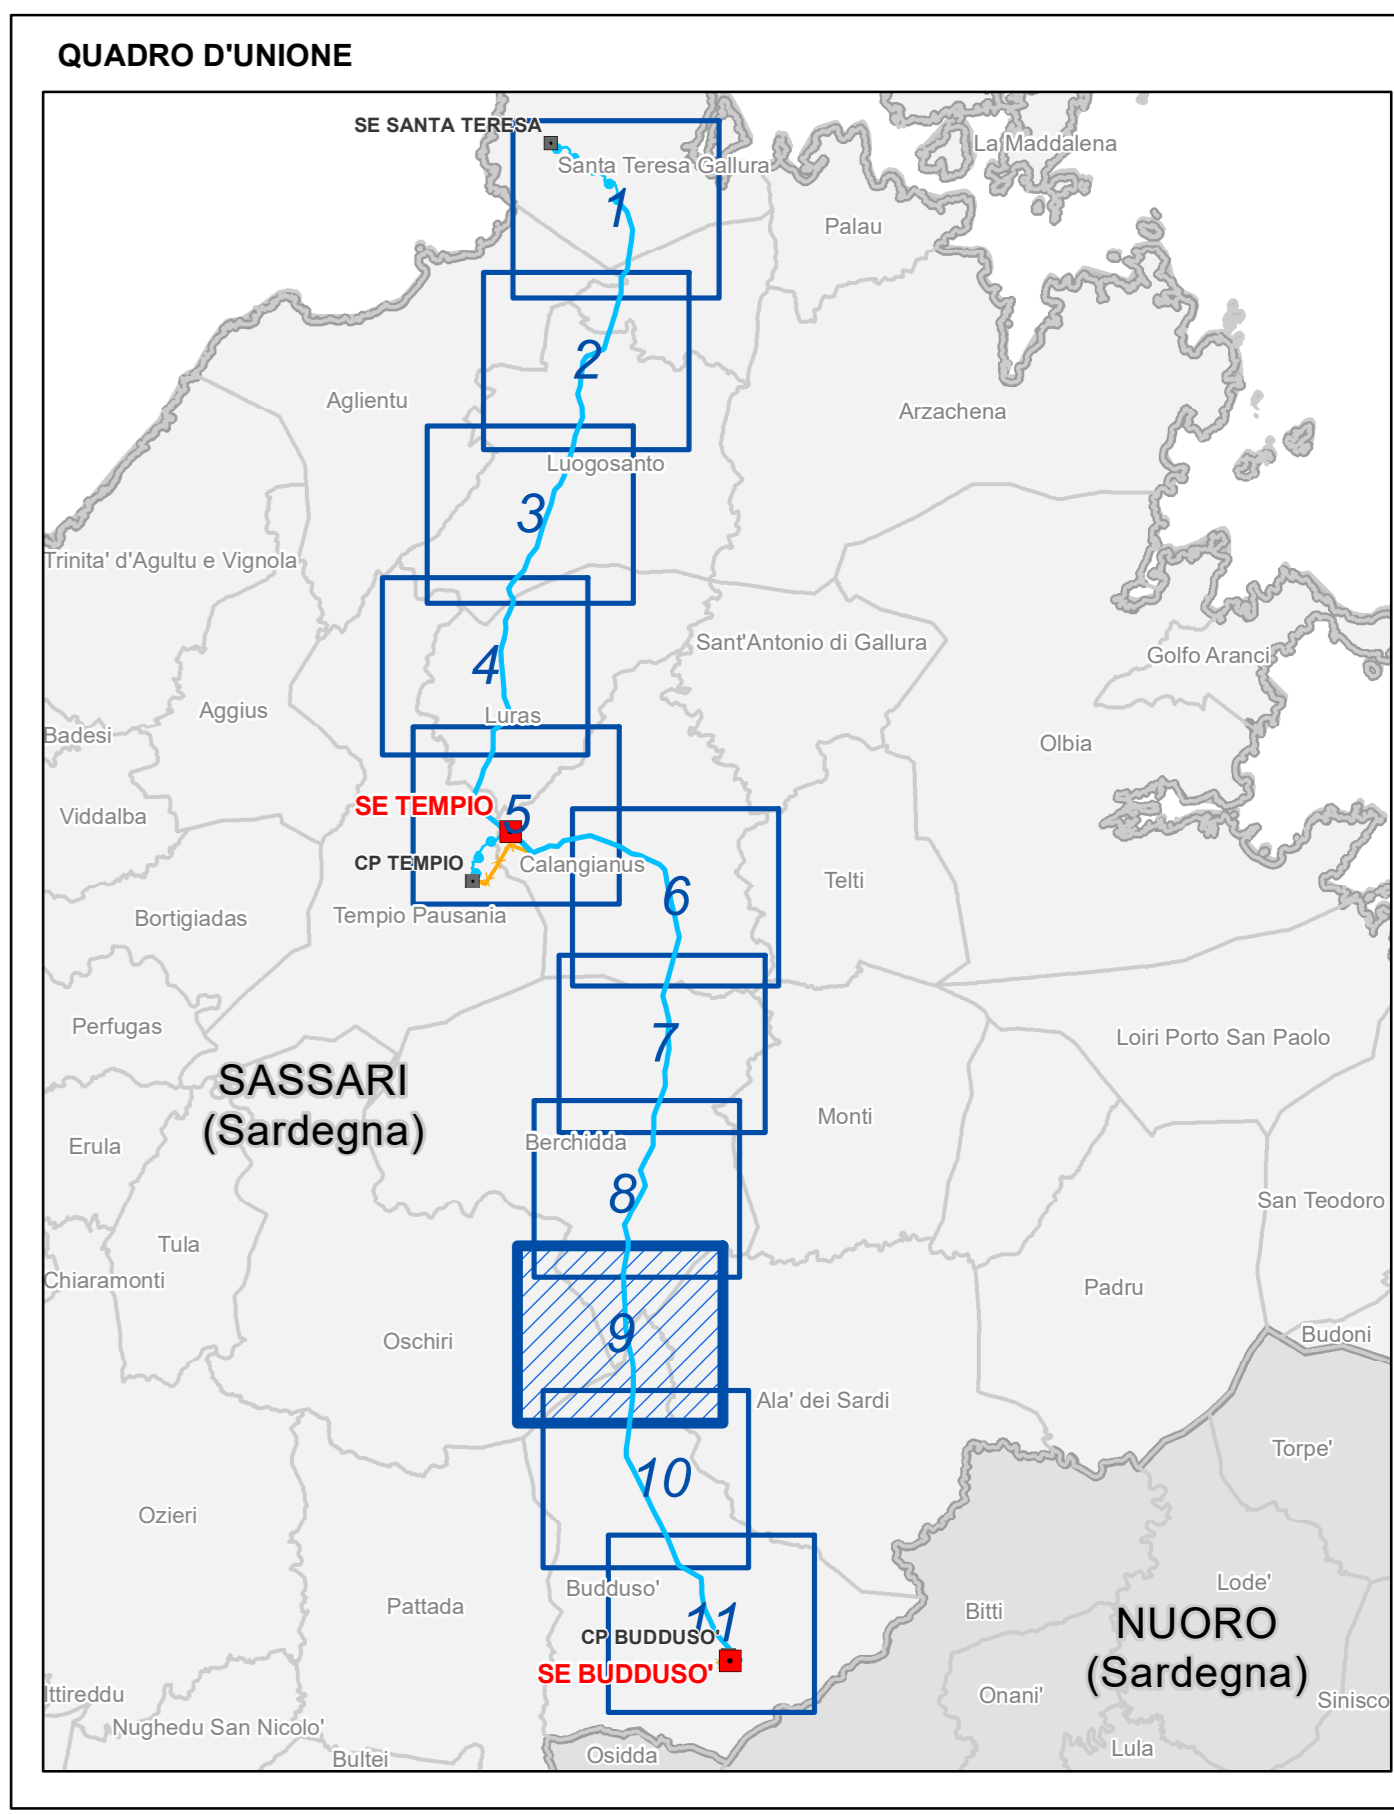 QUADRO D'UNIONE
SE SANTA TERESA
La Maddalena
Santa Teresa Gallura
1
Palau
2
Aglientu
Arzachena
Luogosanto
3
Trinita' d'Agultu e Vignola
Sant'Antonio di Gallura
Golfo Aranci
4
Aggius
Luras
Badesi
Olbia
SE TEMPIO
5
Viddalba
CP TEMPIO
Calangianus
Telti
6
Tempio Pausania
Bortigiadas
Perfugas
Loiri Porto San Paolo
7
SASSARI
(Sardegna)
Monti
Erula
Berchidda
8
San Teodoro
Tula
Chiaramonti
Padru
9
Oschiri
Budoni
Ala' dei Sardi
Torpe'
10
Ozieri
Lode'
Budduso'
Pattada
Bitti
11
NUORO
(Sardegna)
CP BUDDUSO'
SE BUDDUSO'
Ittireddu
Onani'
Sinisco
Nughedu San Nicolo'
Bultei
Osidda
Lula